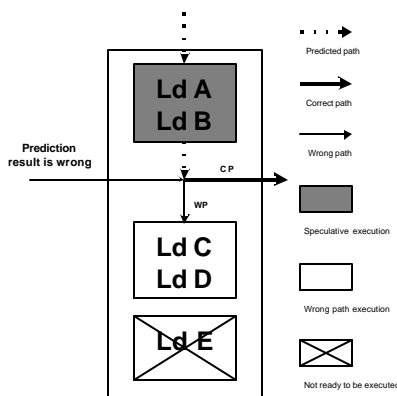 Ld A
Ld B
Prediction
result is wrong
CP
WP
Ld C
Ld D
Ld E
Predicted path
Correct path
Wrong path
Speculative execution
Wrong path execution
Not ready to be executed